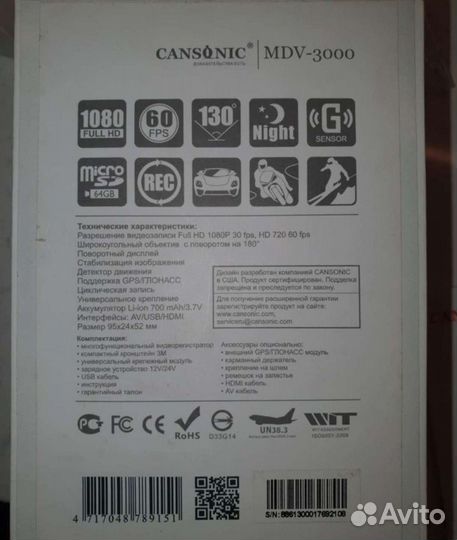 CANSONIC® MDV-3000
1080 FULL HD
60 FPS
130°
Night
G SENSOR
micro SD 64GB
REC
Технические характеристики:
Разрешение видеозаписи Full HD 1080P 30 fps, HD 720 60 fps
Широкоугольный объектив с поворотом на 180°
Поворотный дисплей
Стабилизация изображения
Детектор движения
Поддержка GPS/ГЛОНАСС
Циклическая запись
Универсальное крепление
Аккумулятор Li-ion 700 mAh/3.7V
Интерфейсы: AV/USB/HDMI
Размер 95x24x52 мм
Дизайн разработан компанией CANSONIC
в США. Продукт сертифицирован. Подделка
запрещена и преследуется по закону.
Для получения расширенной гарантии
зарегистрируйте продукт на сайте:
www.cansonic.com,
serviceru@cansonic.com
Комплектация:
• многофункциональный видеорегистратор
• компактный кронштейн 3M
• универсальный крепежный модуль
• зарядное устройство 12V/24V
• USB кабель
• инструкция
• гарантийный талон
Аксессуары опционально:
• внешний GPS/ГЛОНАСС модуль
• карманный держатель
• крепление на шлем
• ремешок на запястье
• HDMI кабель
• AV кабель
RoHS
D33G14
UN38.3
WIT
4 717048 789151
Avito